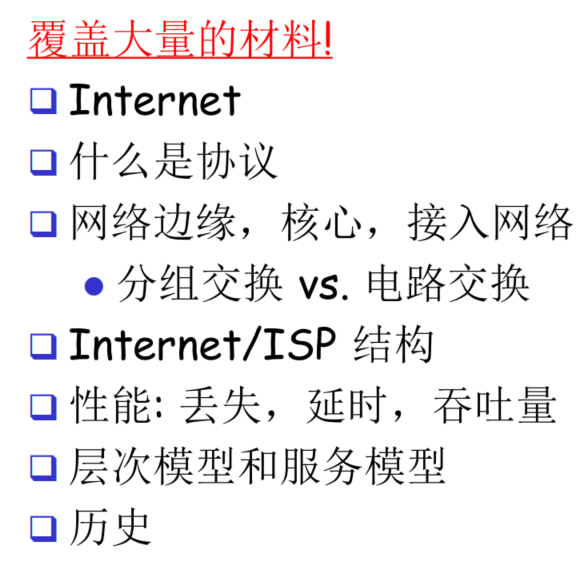 覆盖大量的材料!
Internet
什么是协议
网络边缘，核心，接入网络
分组交换 vs. 电路交换
Internet/ISP 结构
性能: 丢失，延时，吞吐量
层次模型和服务模型
历史